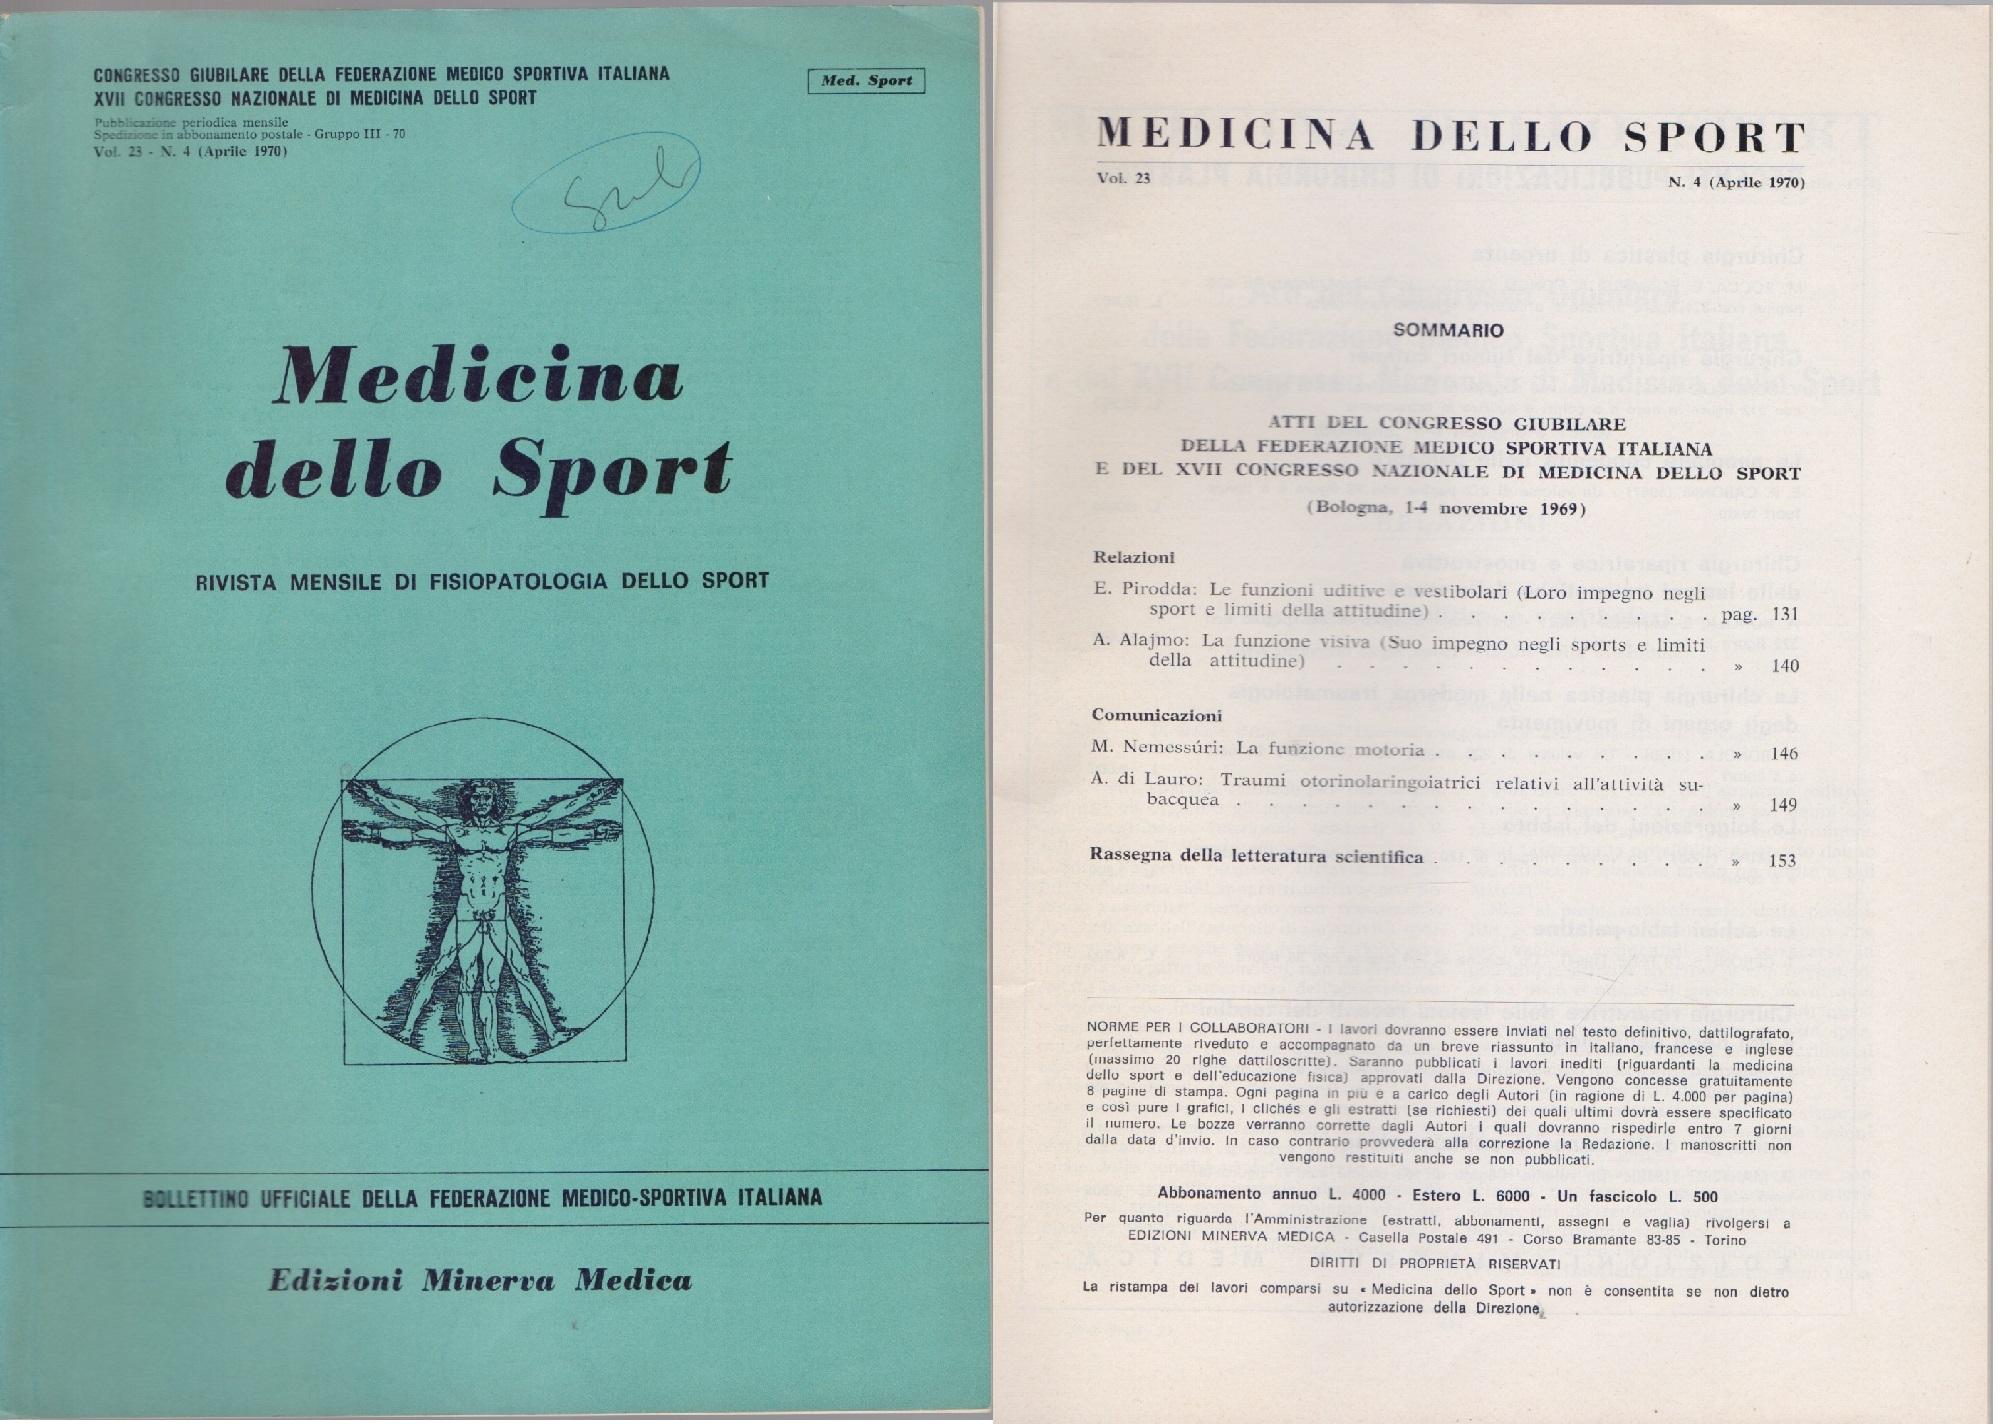 CONGRESSO GIUBILARE DELLA FEDERAZIONE MEDICO SPORTIVA ITALIANA
XVII CONGRESSO NAZIONALE DI MEDICINA DELLO SPORT
Pubblicazione periodica mensile
Spedizione in abbonamento postale - Gruppo III - 70
Vol. 23 - N. 4 (Aprile 1970)
Med. Sport
Medicina
dello Sport
RIVISTA MENSILE DI FISIOPATOLOGIA DELLO SPORT
BOLLETTINO UFFICIALE DELLA FEDERAZIONE MEDICO-SPORTIVA ITALIANA
Edizioni Minerva Medica
MEDICINA DELLO SPORT
Vol. 23 N. 4 (Aprile 1970)
SOMMARIO
ATTI DEL CONGRESSO GIUBILARE
DELLA FEDERAZIONE MEDICO SPORTIVA ITALIANA
E DEL XVII CONGRESSO NAZIONALE DI MEDICINA DELLO SPORT
(Bologna, 1-4 novembre 1969)
Relazioni
E. Pirodda: Le funzioni uditive e vestibolari (Loro impegno negli
sport e limiti della attitudine) . . . . . . . . . pag. 131
A. Alajmo: La funzione visiva (Suo impegno negli sports e limiti
della attitudine) . . . . . . . . . . . . » 140
Comunicazioni
M. Nemessúri: La funzione motoria . . . . . . . . . » 146
A. di Lauro: Traumi otorinolaringoiatrici relativi all'attività su-
bacquea . . . . . . . . . . . . . . . » 149
Rassegna della letteratura scientifica . . . . . . . . . » 153
NORME PER I COLLABORATORI - I lavori dovranno essere inviati nel testo definitivo, dattilografato,
perfettamente riveduto e accompagnato da un breve riassunto in italiano, francese e inglese
(massimo 20 righe dattiloscritte). Saranno pubblicati i lavori inediti (riguardanti la medicina
dello sport e dell'educazione fisica) approvati dalla Direzione. Vengono concesse gratuitamente
8 pagine di stampa. Ogni pagina in più è a carico degli Autori (in ragione di L. 4.000 per pagina)
e così pure i grafici, i clichés e gli estratti (se richiesti) dei quali ultimi dovrà essere specificato
il numero. Le bozze verranno corrette dagli Autori i quali dovranno rispedirle entro 7 giorni
dalla data d'invio. In caso contrario provvederà alla correzione la Redazione. I manoscritti non
vengono restituiti anche se non pubblicati.
Abbonamento annuo L. 4000 - Estero L. 6000 - Un fascicolo L. 500
Per quanto riguarda l'Amministrazione (estratti, abbonamenti, assegni e vaglia) rivolgersi a
EDIZIONI MINERVA MEDICA - Casella Postale 491 - Corso Bramante 83-85 - Torino
DIRITTI DI PROPRIETÀ RISERVATI
La ristampa dei lavori comparsi su « Medicina dello Sport » non è consentita se non dietro
autorizzazione della Direzione.